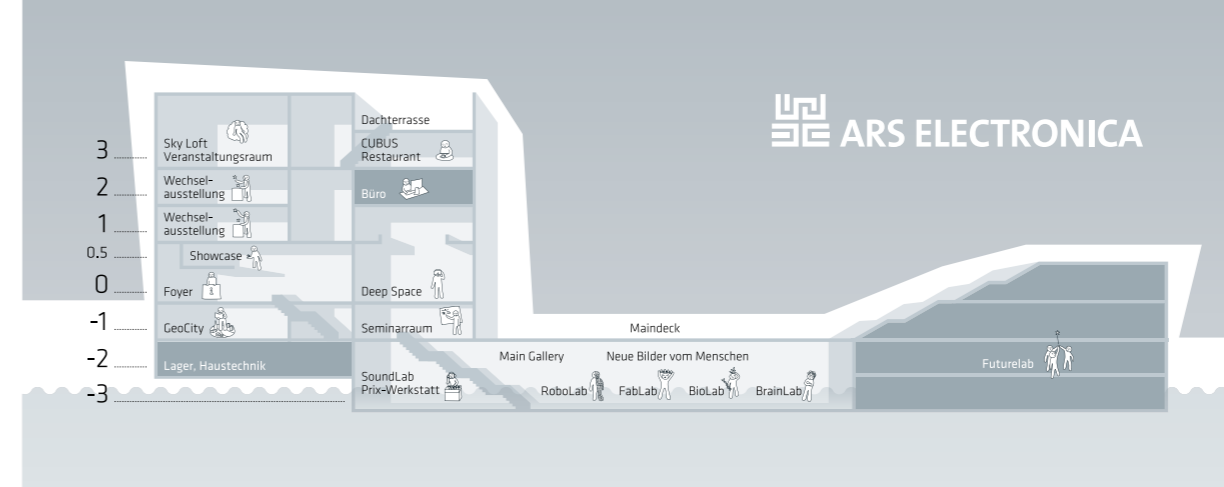 ARS ELECTRONICA
Dachterrasse
3
Sky Loft
Veranstaltungsraum
CUBUS
Restaurant
2
Wechsel-
ausstellung
Büro
1
Wechsel-
ausstellung
0.5
Showcase
0
Foyer
i
Deep Space
-1
GeoCity
Seminarraum
Maindeck
-2
Lager, Haustechnik
Main Gallery
Neue Bilder vom Menschen
Futurelab
-3
SoundLab
Prix-Werkstatt
RoboLab
FabLab
BioLab
BrainLab